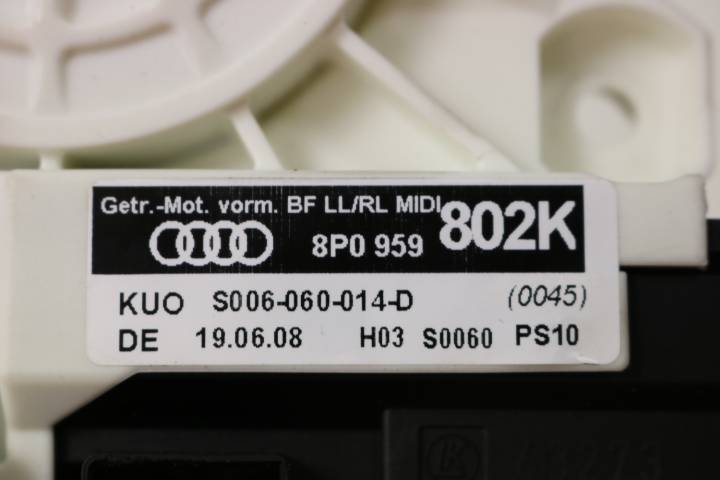 Getr.-Mot. vorm. BF LL/RL MIDI
8P0 959 802K
KUO S006-060-014-D (0045)
DE 19.06.08 H03 S0060 PS10